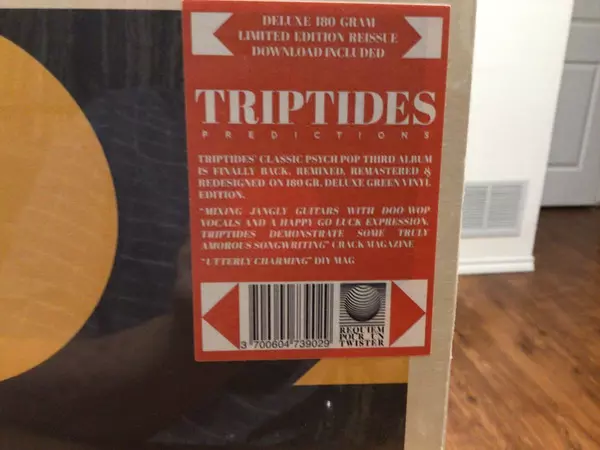 DELUXE 180 GRAM
LIMITED EDITION REISSUE
DOWNLOAD INCLUDED
TRIPTIDES
PREDICTIONS
TRIPTIDES' CLASSIC PSYCH POP THIRD ALBUM
IS FINALLY BACK, REMIXED, REMASTERED &
REDESIGNED ON 180 GR. DELUXE GREEN VINYL
EDITION.
"MIXING JANGLY GUITARS WITH DOO-WOP
VOCALS AND A HAPPY GO LUCK EXPRESSION,
TRIPTIDES DEMONSTRATE SOME TRULY
AMOROUS SONGWRITING" CRACK MAGAZINE
"UTTERLY CHARMING" DIY MAG
3 700604 739029
REQUIEM
POUR UN
TWISTER